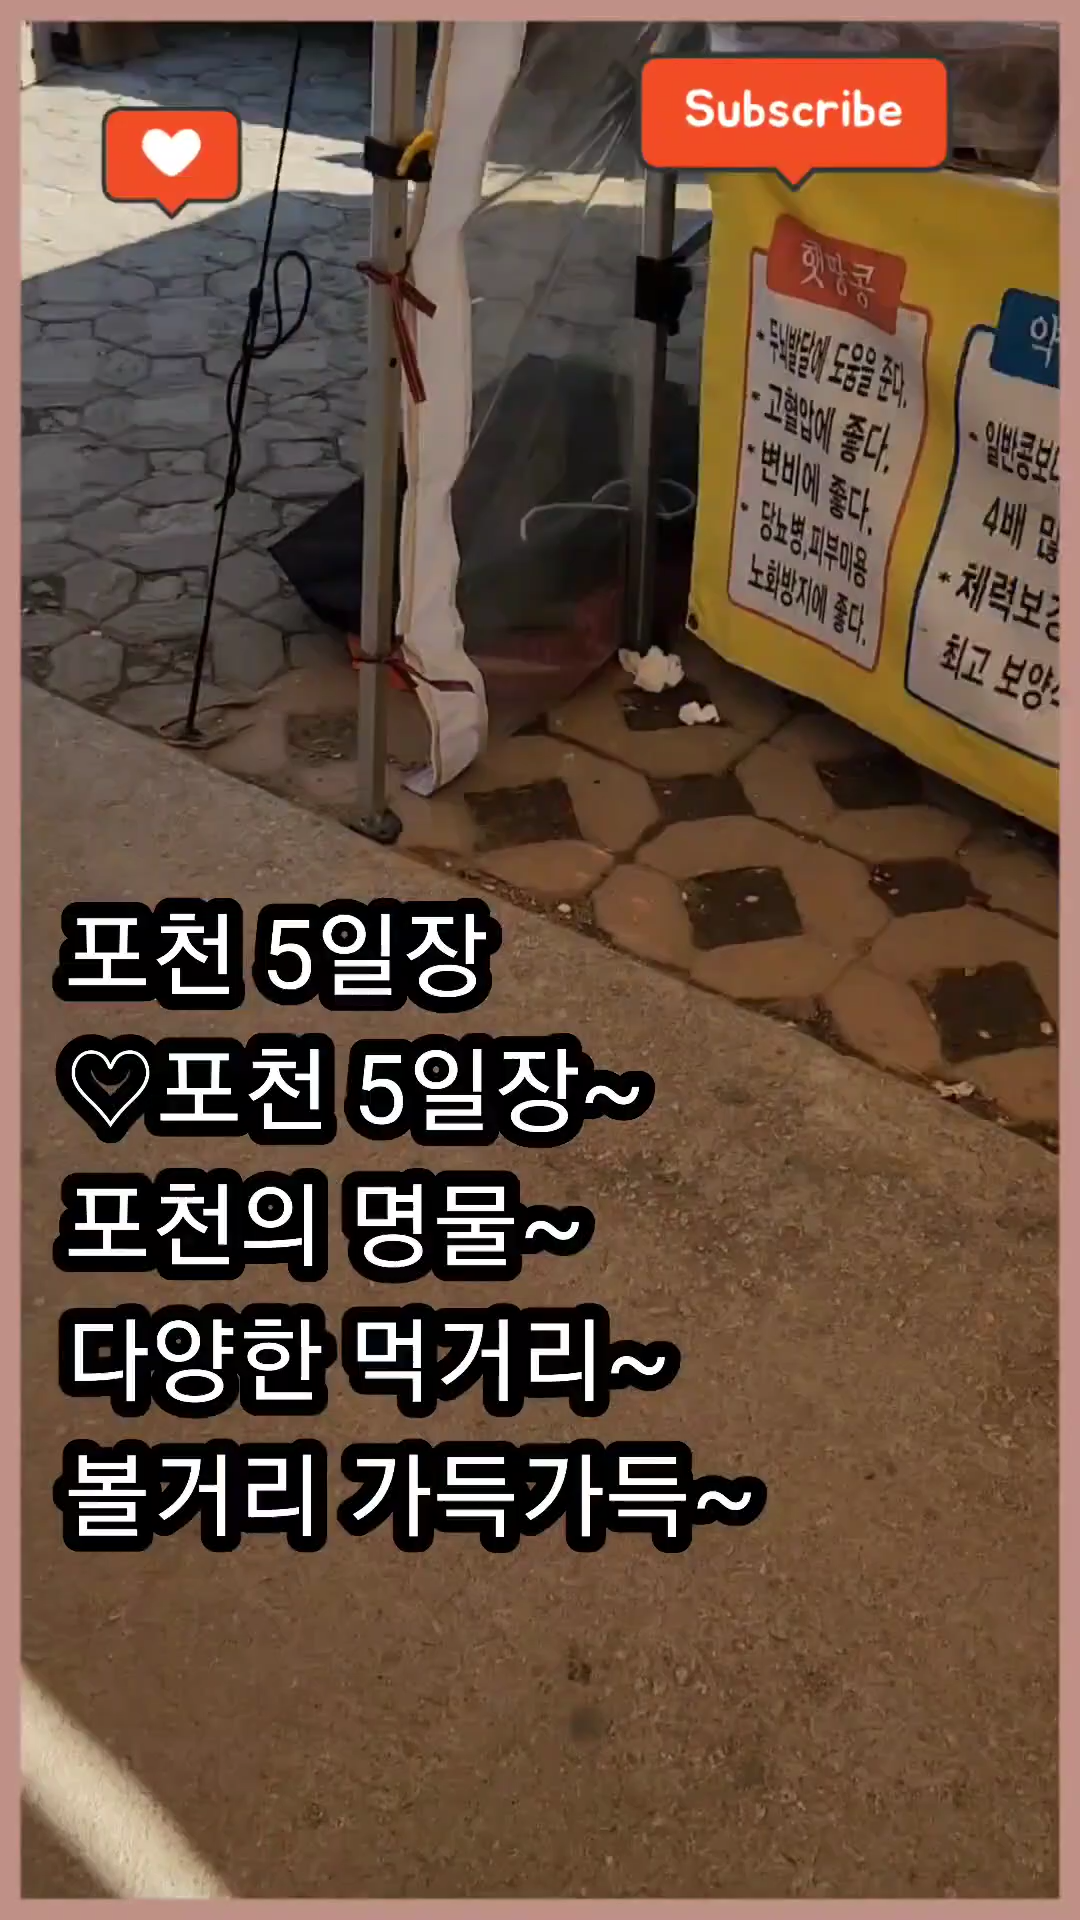 Subscribe
햇땅콩
* 두뇌발달에 도움을 준다.
* 고혈압에 좋다.
* 변비에 좋다.
* 당뇨병,피부미용
노화방지에 좋다.
* 일반콩보다
4배
* 체력보강
최고 보양식
포천 5일장
♡포천 5일장~
포천의 명물~
다양한 먹거리~
볼거리 가득가득~